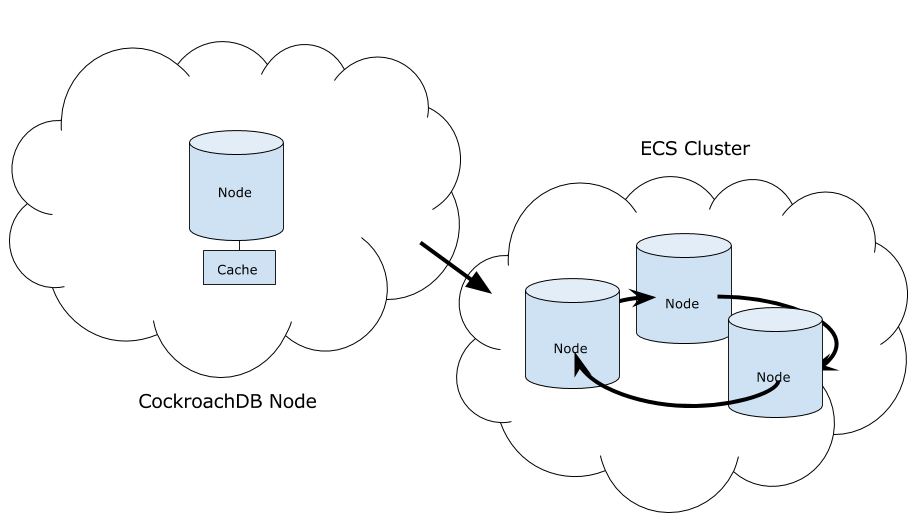 ECS Cluster
Node
Cache
Node
Node
Node
CockroachDB Node